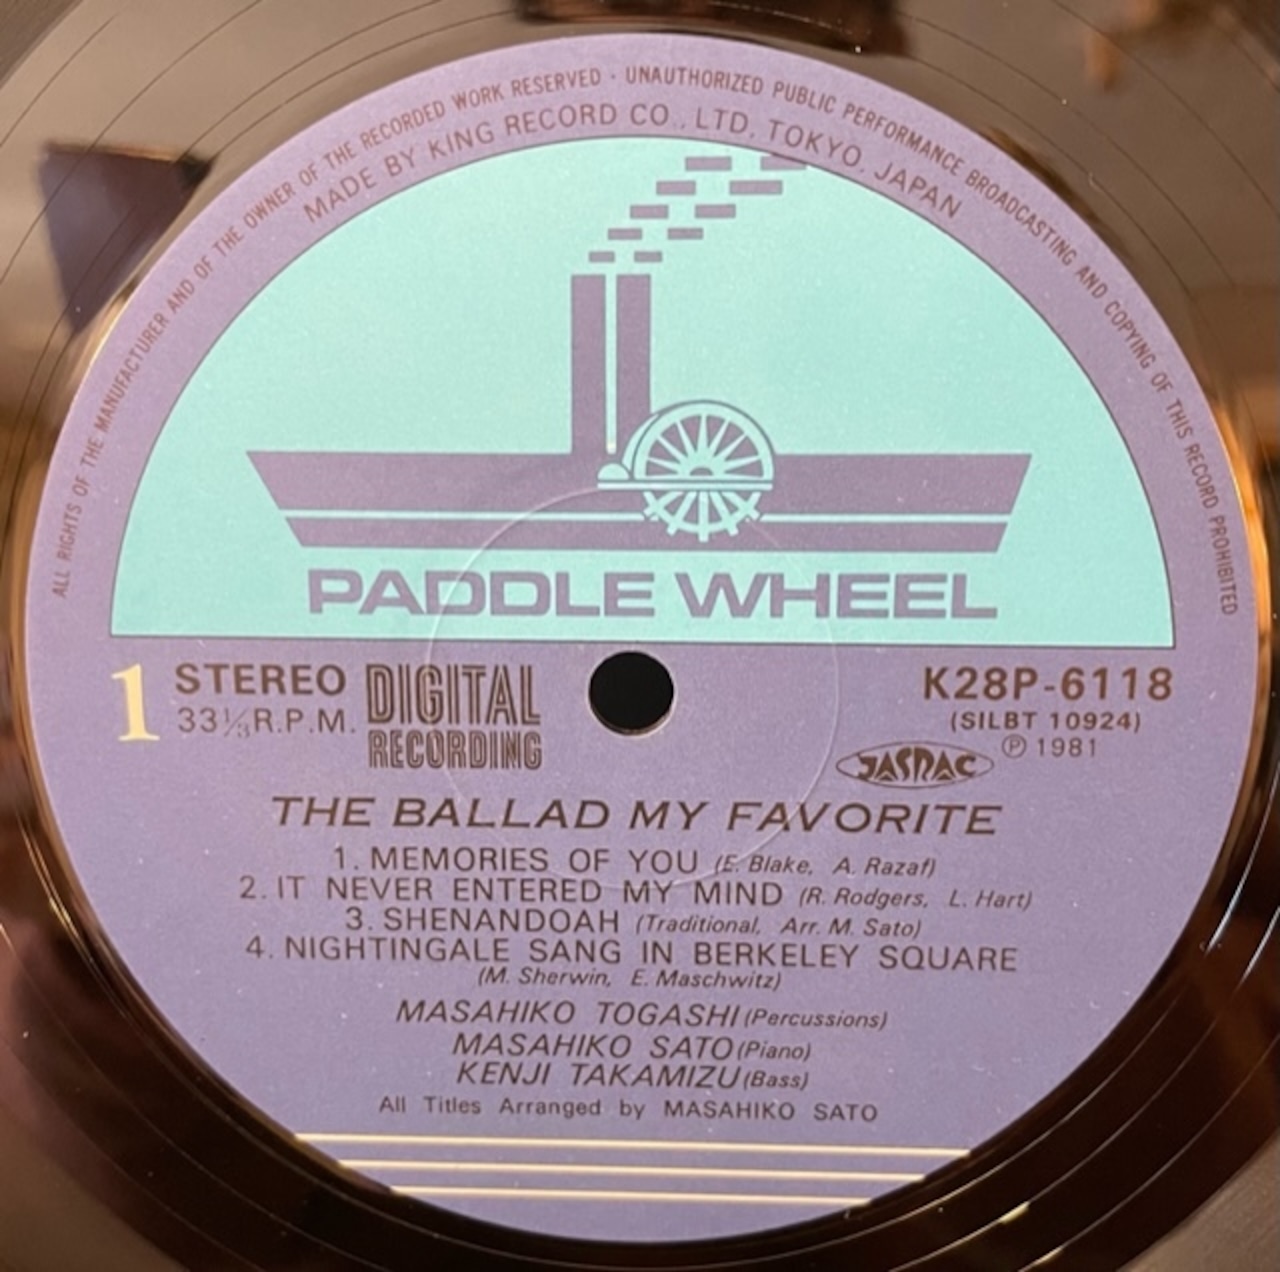 ALL RIGHTS OF THE MANUFACTURER AND OF THE OWNER OF THE RECORDED WORK RESERVED · UNAUTHORIZED PUBLIC PERFORMANCE BROADCASTING AND COPYING OF THIS RECORD PROHIBITED
MADE BY KING RECORD CO., LTD, TOKYO, JAPAN
PADDLE WHEEL
1 STEREO
33⅓R.P.M.
DIGITAL
RECORDING
K28P-6118
(SILBT 10924)
℗ 1981
JASRAC
THE BALLAD MY FAVORITE
1. MEMORIES OF YOU (E. Blake, A. Razaf)
2. IT NEVER ENTERED MY MIND (R. Rodgers, L. Hart)
3. SHENANDOAH (Traditional, Arr. M. Sato)
4. NIGHTINGALE SANG IN BERKELEY SQUARE
(M. Sherwin, E. Maschwitz)
MASAHIKO TOGASHI (Percussions)
MASAHIKO SATO (Piano)
KENJI TAKAMIZU (Bass)
All Titles Arranged by MASAHIKO SATO